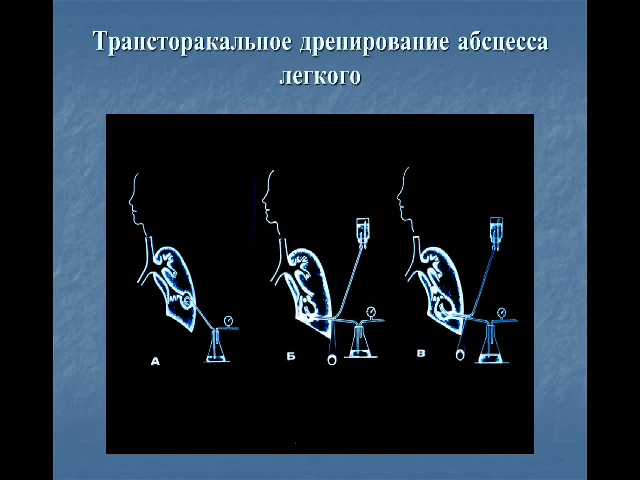 Трансторакальное дренирование абсцесса
легкого
А
Б
В